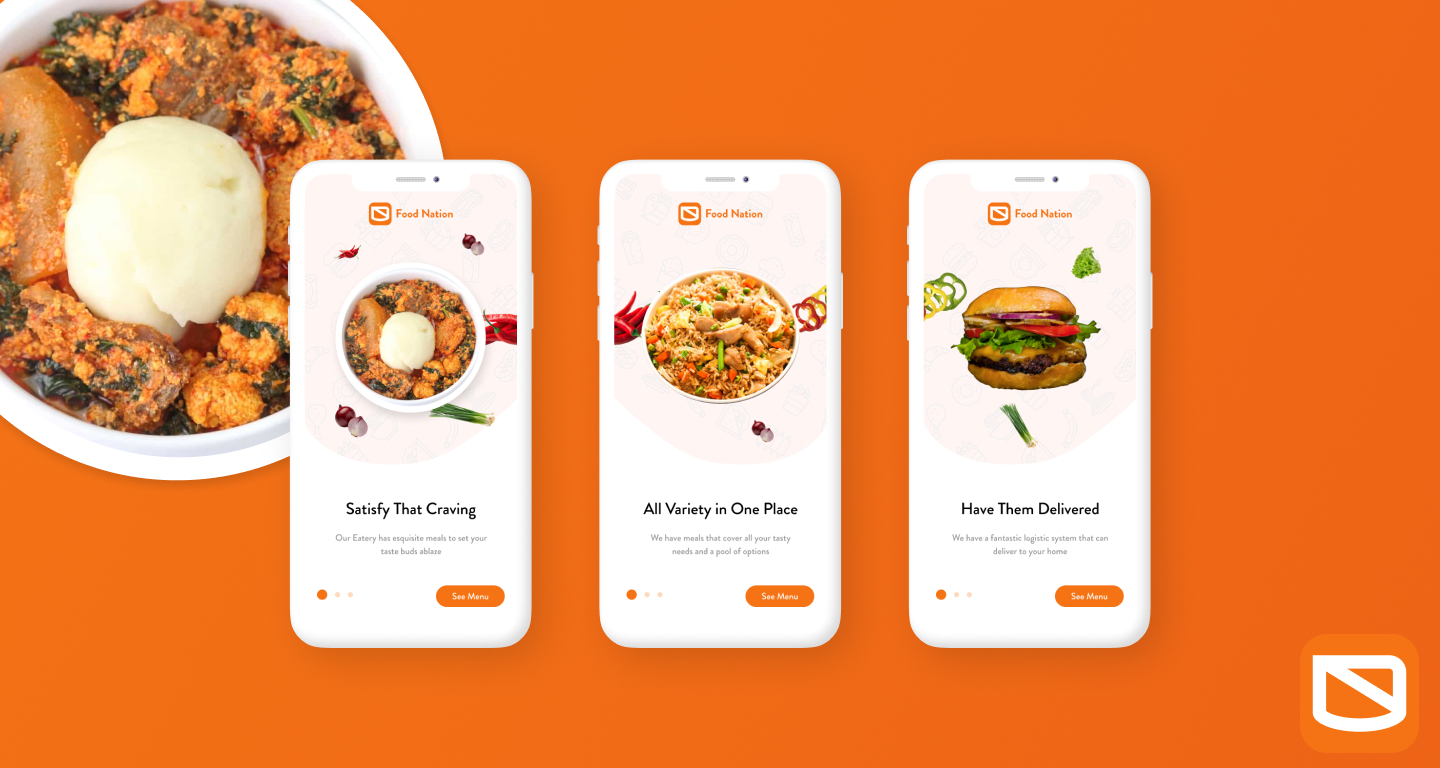 Food Nation
Satisfy That Craving
Our Eatery has esquisite meals to set your
taste buds ablaze
See Menu
Food Nation
All Variety in One Place
We have meals that cover all your tasty
needs and a pool of options
See Menu
Food Nation
Have Them Delivered
We have a fantastic logistic system that can
deliver to your home
See Menu